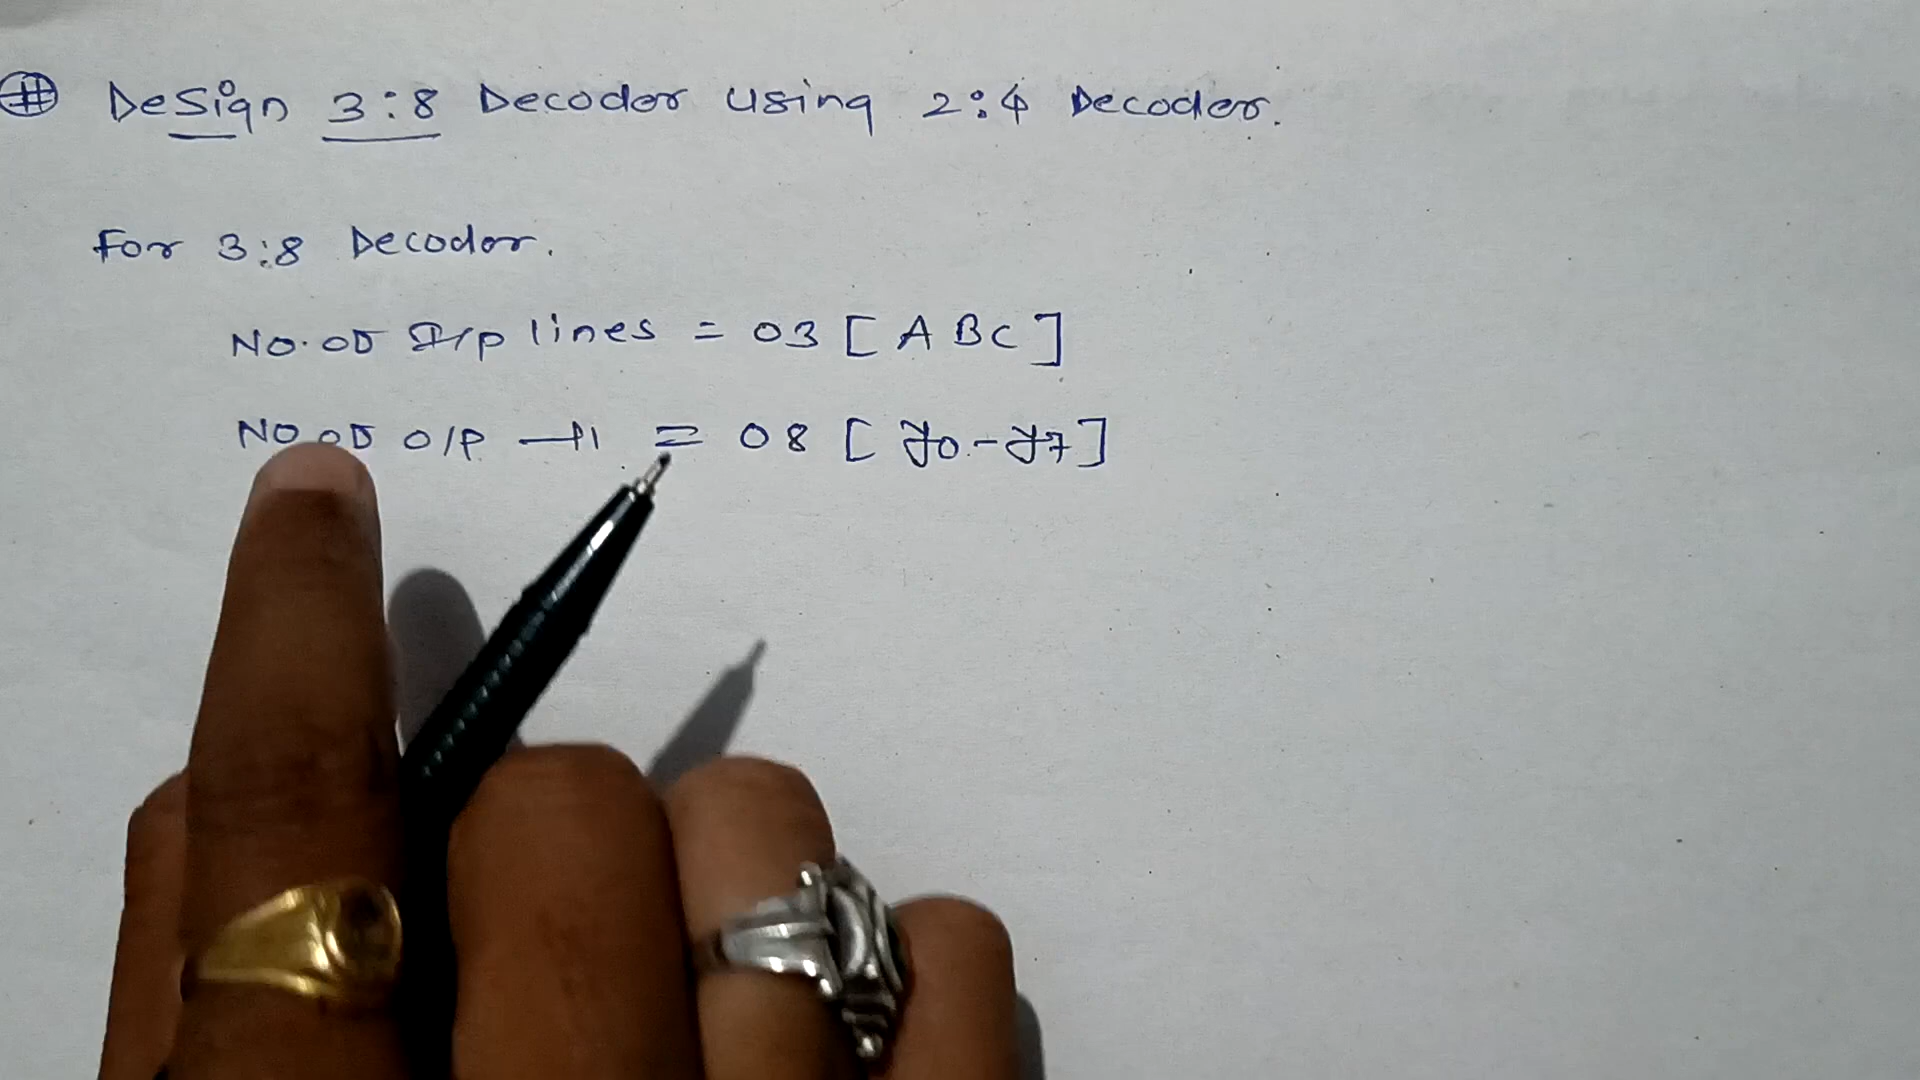 # Design 3:8 Decoder using 2:4 Decoder.
For 3:8 Decoder.
No. of I/p lines = 03 [ A B C ]
No of O/P —11 = 08 [ Y0 - Y7 ]